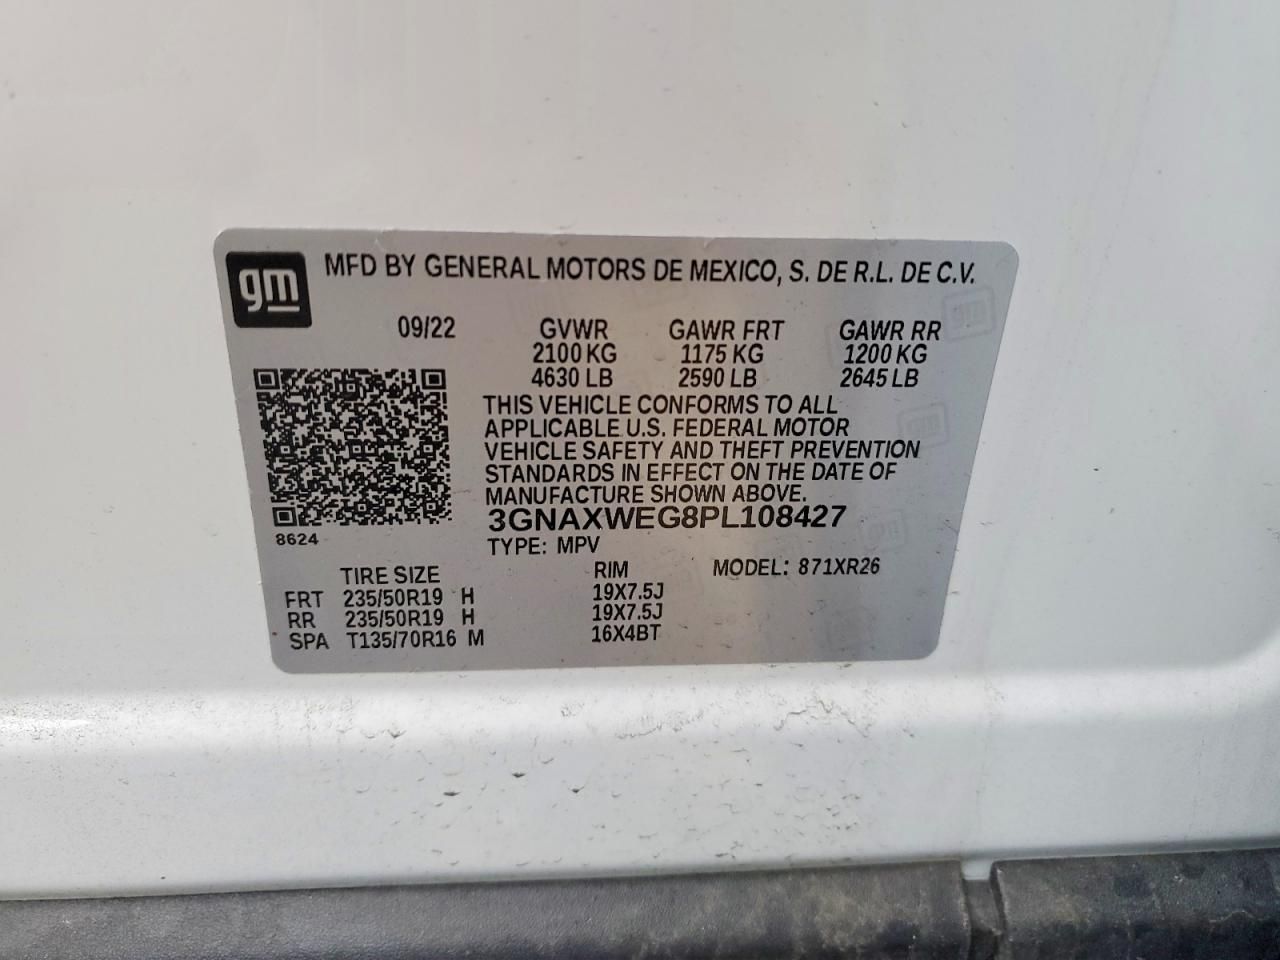 gm MFD BY GENERAL MOTORS DE MEXICO, S. DE R.L. DE C.V.
09/22 GVWR GAWR FRT GAWR RR
2100 KG 1175 KG 1200 KG
4630 LB 2590 LB 2645 LB
THIS VEHICLE CONFORMS TO ALL
APPLICABLE U.S. FEDERAL MOTOR
VEHICLE SAFETY AND THEFT PREVENTION
STANDARDS IN EFFECT ON THE DATE OF
MANUFACTURE SHOWN ABOVE.
3GNAXWEG8PL108427
8624
TYPE: MPV
TIRE SIZE RIM MODEL: 871XR26
FRT 235/50R19 H 19X7.5J
RR 235/50R19 H 19X7.5J
SPA T135/70R16 M 16X4BT